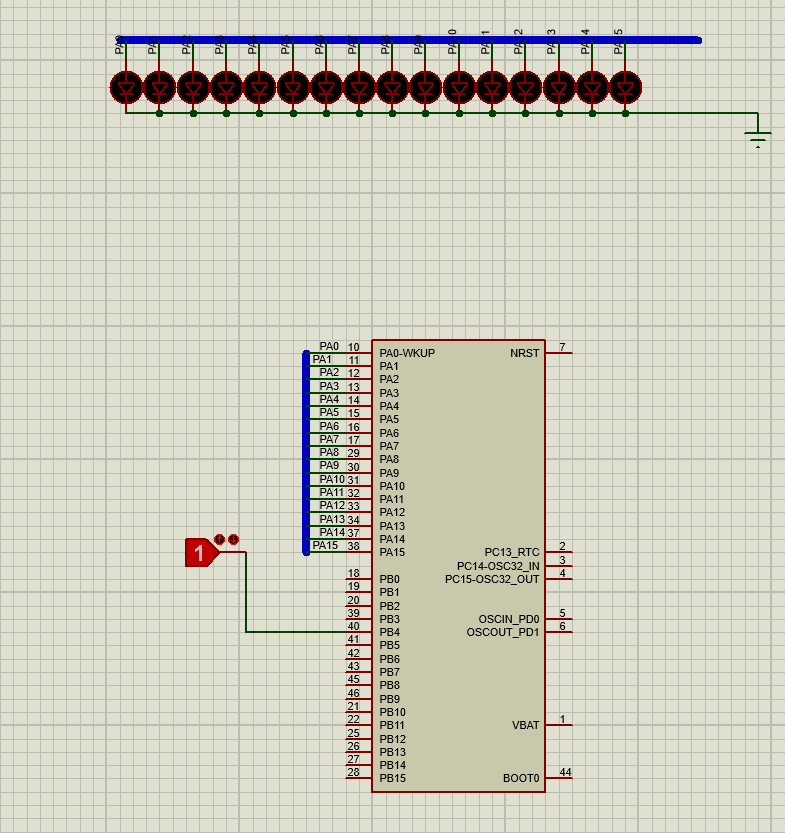 PA0 PA1 PA2 PA3 PA4 PA5 PA6 PA7 PA8 PA9 PA10 PA11 PA12 PA13 PA14 PA15
PA0 10 PA0-WKUP NRST 7
PA1 11 PA1
PA2 12 PA2
PA3 13 PA3
PA4 14 PA4
PA5 15 PA5
PA6 16 PA6
PA7 17 PA7
PA8 29 PA8
PA9 30 PA9
PA10 31 PA10
PA11 32 PA11
PA12 33 PA12
PA13 34 PA13
PA14 37 PA14
1 PA15 38 PA15 PC13_RTC 2
PC14-OSC32_IN 3
18 PB0 PC15-OSC32_OUT 4
19 PB1
20 PB2
39 PB3 OSCIN_PD0 5
40 PB4 OSCOUT_PD1 6
41 PB5
42 PB6
43 PB7
45 PB8
46 PB9
21 PB10
22 PB11 VBAT 1
25 PB12
26 PB13
27 PB14
28 PB15 BOOT0 44